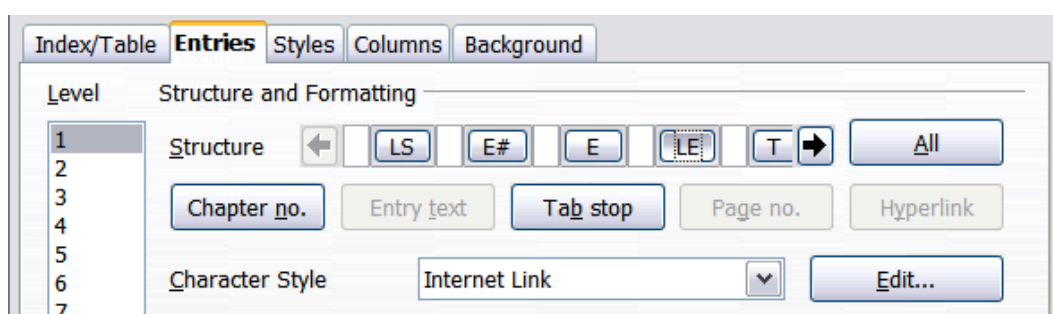 Index/Table Entries Styles Columns Background
Level Structure and Formatting
1 Structure LS E# E LE T All
2
3 Chapter no. Entry text Tab stop Page no. Hyperlink
4
5
6 Character Style Internet Link Edit...
7